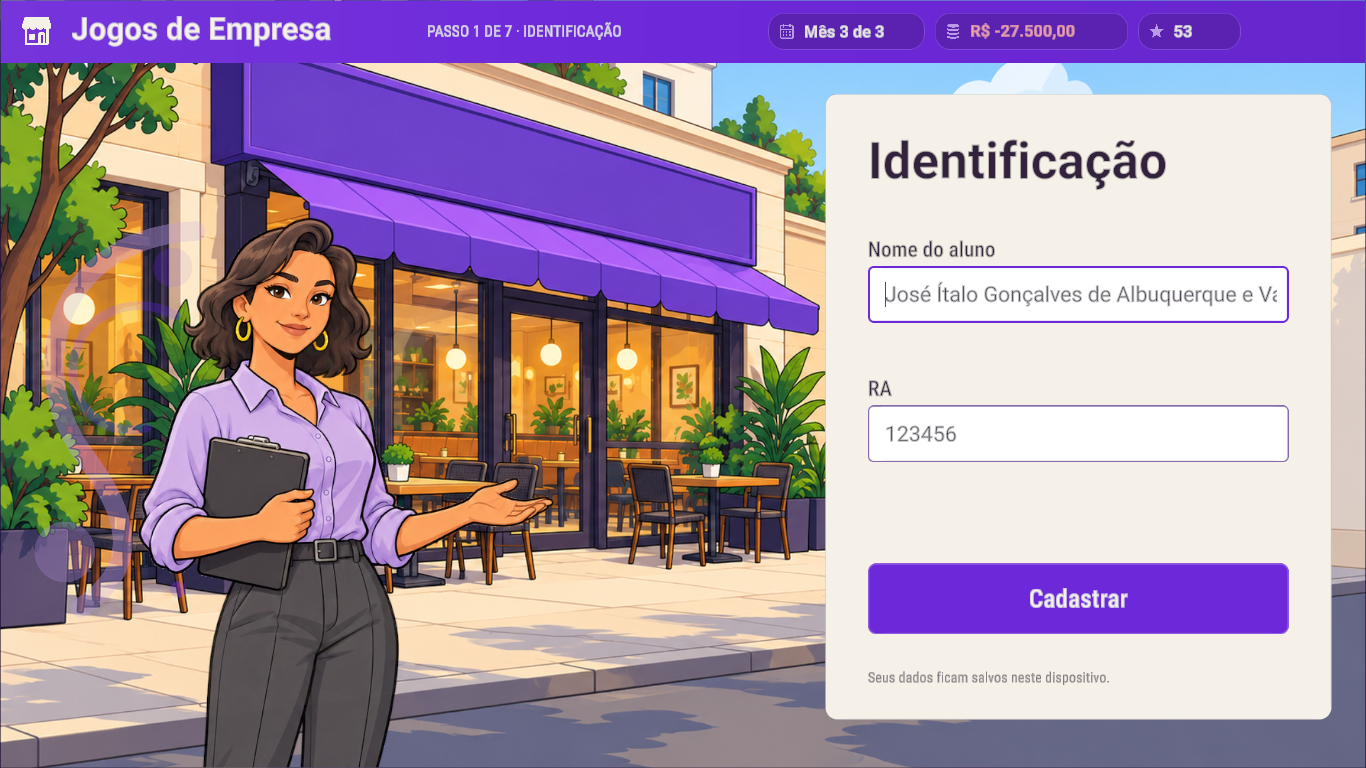 Jogos de Empresa
PASSO 1 DE 7 · IDENTIFICAÇÃO
Mês 3 de 3
R$ -27.500,00
53
Identificação
Nome do aluno
José Ítalo Gonçalves de Albuquerque e Va
RA
123456
Cadastrar
Seus dados ficam salvos neste dispositivo.